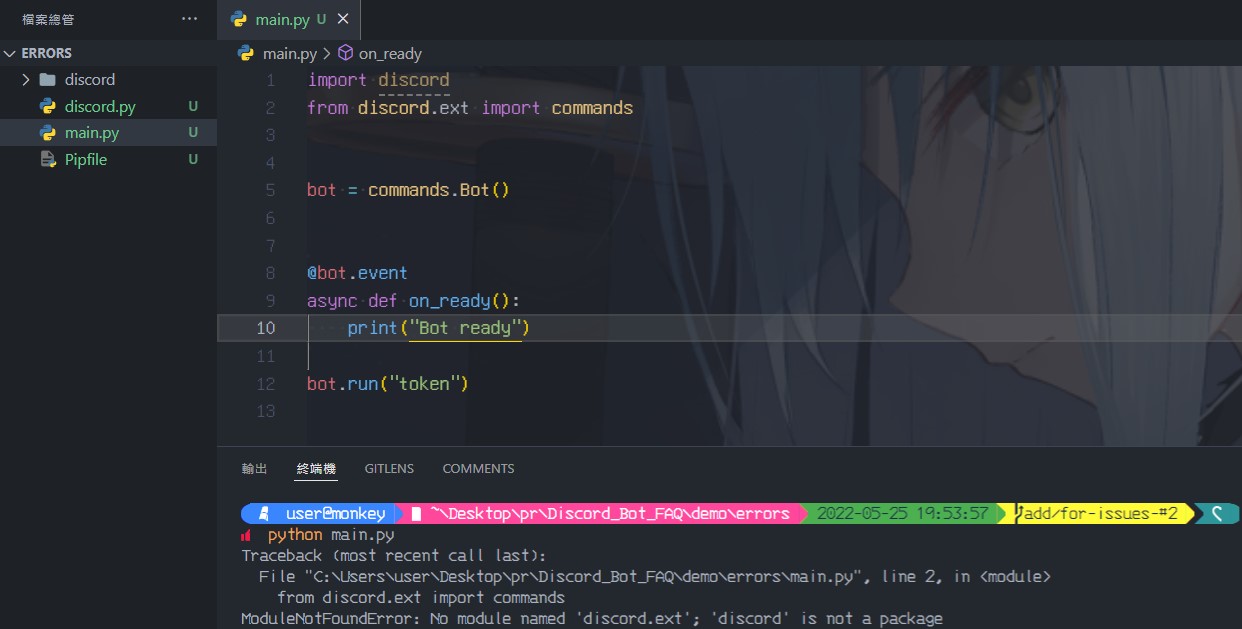 檔案總管 ···
ERRORS
discord
discord.py U
main.py U
Pipfile U
main.py U ×
main.py > on_ready
1 import discord
2 from discord.ext import commands
3
4
5 bot = commands.Bot()
6
7
8 @bot.event
9 async def on_ready():
10 print("Bot ready")
11
12 bot.run("token")
13
輸出 終端機 GITLENS COMMENTS
user@monkey ~\Desktop\pr\Discord_Bot_FAQ\demo\errors 2022-05-25 19:53:57 add/for-issues-#2
python main.py
Traceback (most recent call last):
File "C:\Users\user\Desktop\pr\Discord_Bot_FAQ\demo\errors\main.py", line 2, in <module>
from discord.ext import commands
ModuleNotFoundError: No module named 'discord.ext'; 'discord' is not a package